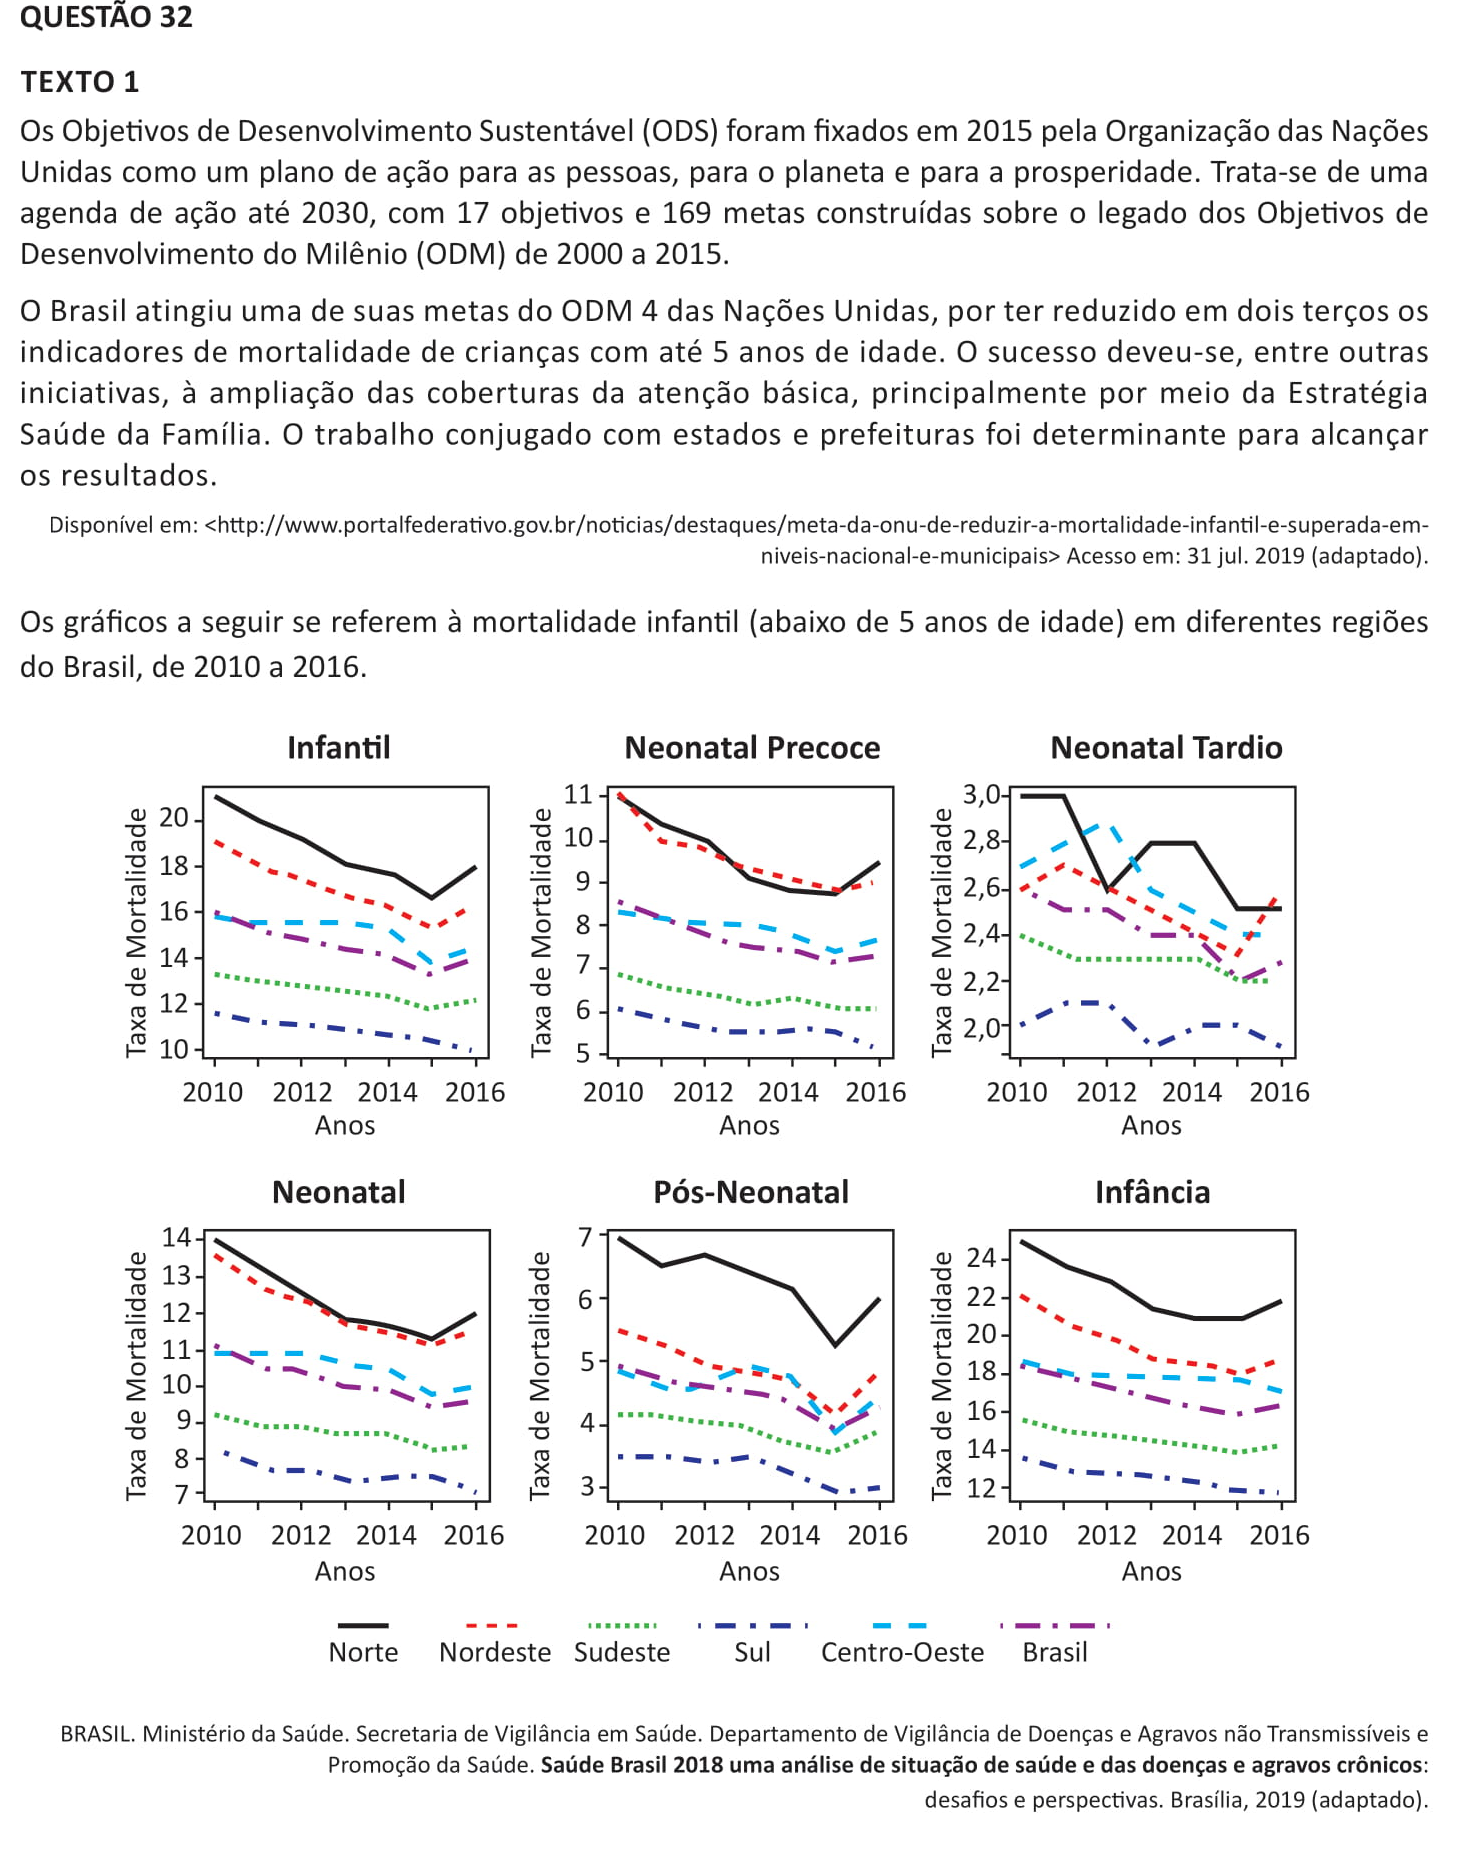 QUESTÃO 32
TEXTO 1
Os Objetivos de Desenvolvimento Sustentável (ODS) foram fixados em 2015 pela Organização das Nações
Unidas como um plano de ação para as pessoas, para o planeta e para a prosperidade. Trata-se de uma
agenda de ação até 2030, com 17 objetivos e 169 metas construídas sobre o legado dos Objetivos de
Desenvolvimento do Milênio (ODM) de 2000 a 2015.
O Brasil atingiu uma de suas metas do ODM 4 das Nações Unidas, por ter reduzido em dois terços os
indicadores de mortalidade de crianças com até 5 anos de idade. O sucesso deveu-se, entre outras
iniciativas, à ampliação das coberturas da atenção básica, principalmente por meio da Estratégia
Saúde da Família. O trabalho conjugado com estados e prefeituras foi determinante para alcançar
os resultados.
Disponível em: <http://www.portalfederativo.gov.br/noticias/destaques/meta-da-onu-de-reduzir-a-mortalidade-infantil-e-superada-em-
niveis-nacional-e-municipais> Acesso em: 31 jul. 2019 (adaptado).
Os gráficos a seguir se referem à mortalidade infantil (abaixo de 5 anos de idade) em diferentes regiões
do Brasil, de 2010 a 2016.
Infantil
Taxa de Mortalidade
20
18
16
14
12
10
2010 2012 2014 2016
Anos
Neonatal Precoce
Taxa de Mortalidade
11
10
9
8
7
6
5
2010 2012 2014 2016
Anos
Neonatal Tardio
Taxa de Mortalidade
3,0
2,8
2,6
2,4
2,2
2,0
2010 2012 2014 2016
Anos
Neonatal
Taxa de Mortalidade
14
13
12
11
10
9
8
7
2010 2012 2014 2016
Anos
Pós-Neonatal
Taxa de Mortalidade
7
6
5
4
3
2010 2012 2014 2016
Anos
Infância
Taxa de Mortalidade
24
22
20
18
16
14
12
2010 2012 2014 2016
Anos
Norte Nordeste Sudeste Sul Centro-Oeste Brasil
BRASIL. Ministério da Saúde. Secretaria de Vigilância em Saúde. Departamento de Vigilância de Doenças e Agravos não Transmissíveis e
Promoção da Saúde. Saúde Brasil 2018 uma análise de situação de saúde e das doenças e agravos crônicos:
desafios e perspectivas. Brasília, 2019 (adaptado).